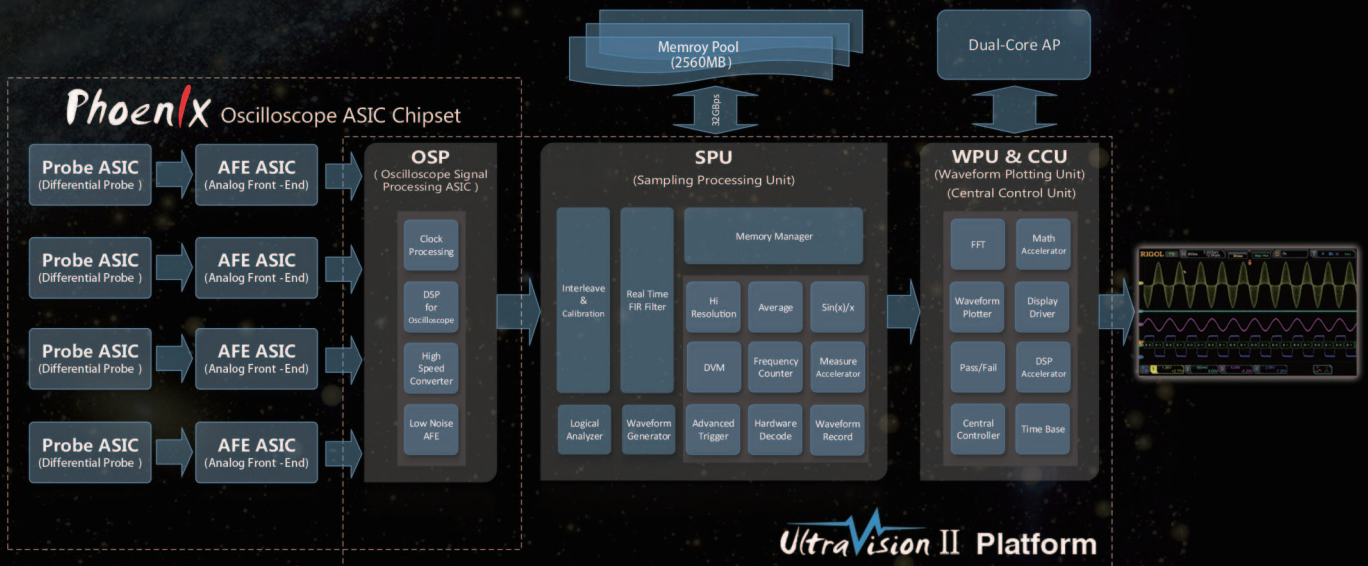 Memroy Pool
(2560MB)
Dual-Core AP
32GBps
PhoenIx Oscilloscope ASIC Chipset
Probe ASIC
(Differential Probe )
AFE ASIC
(Analog Front -End)
Probe ASIC
(Differential Probe )
AFE ASIC
(Analog Front -End)
Probe ASIC
(Differential Probe )
AFE ASIC
(Analog Front -End)
Probe ASIC
(Differential Probe )
AFE ASIC
(Analog Front -End)
OSP
( Oscilloscope Signal
Processing ASIC )
Clock
Processing
DSP
for
Oscilloscope
High
Speed
Converter
Low Noise
AFE
SPU
(Sampling Processing Unit)
Interleave
&
Calibration
Real Time
FIR Filter
Memory Manager
Hi
Resolution
Average
Sin(x)/x
DVM
Frequency
Counter
Measure
Accelerator
Logical
Analyzer
Waveform
Generator
Advanced
Trigger
Hardware
Decode
Waveform
Record
WPU & CCU
(Waveform Plotting Unit)
(Central Control Unit)
FFT
Math
Accelerator
Waveform
Plotter
Display
Driver
Pass/Fail
DSP
Accelerator
Central
Controller
Time Base
RIGOL
UltraVision II Platform